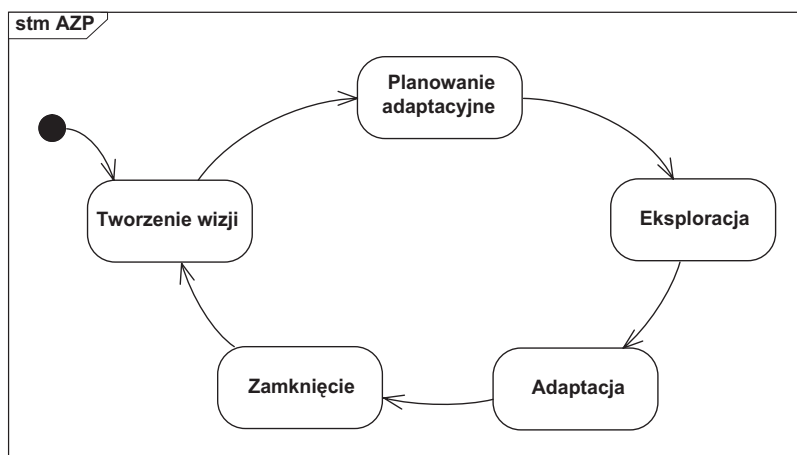 stm AZP
Planowanie
adaptacyjne
Tworzenie wizji
Eksploracja
Zamknięcie
Adaptacja